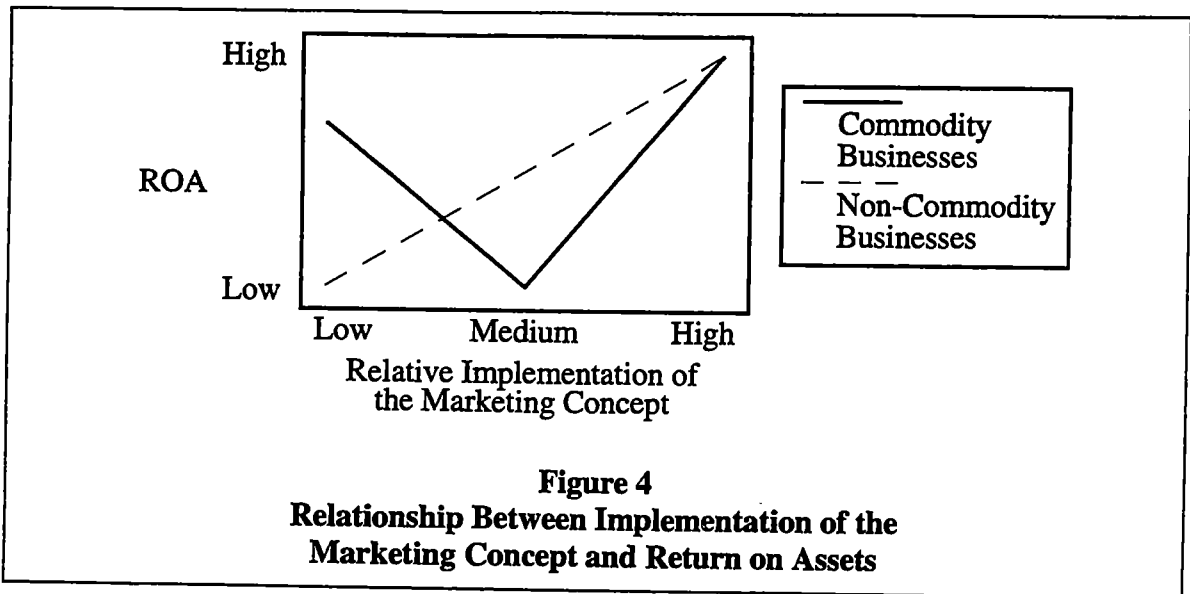 High
ROA
Low
Low Medium High
Relative Implementation of
the Marketing Concept
Commodity
Businesses
Non-Commodity
Businesses
Figure 4
Relationship Between Implementation of the
Marketing Concept and Return on Assets